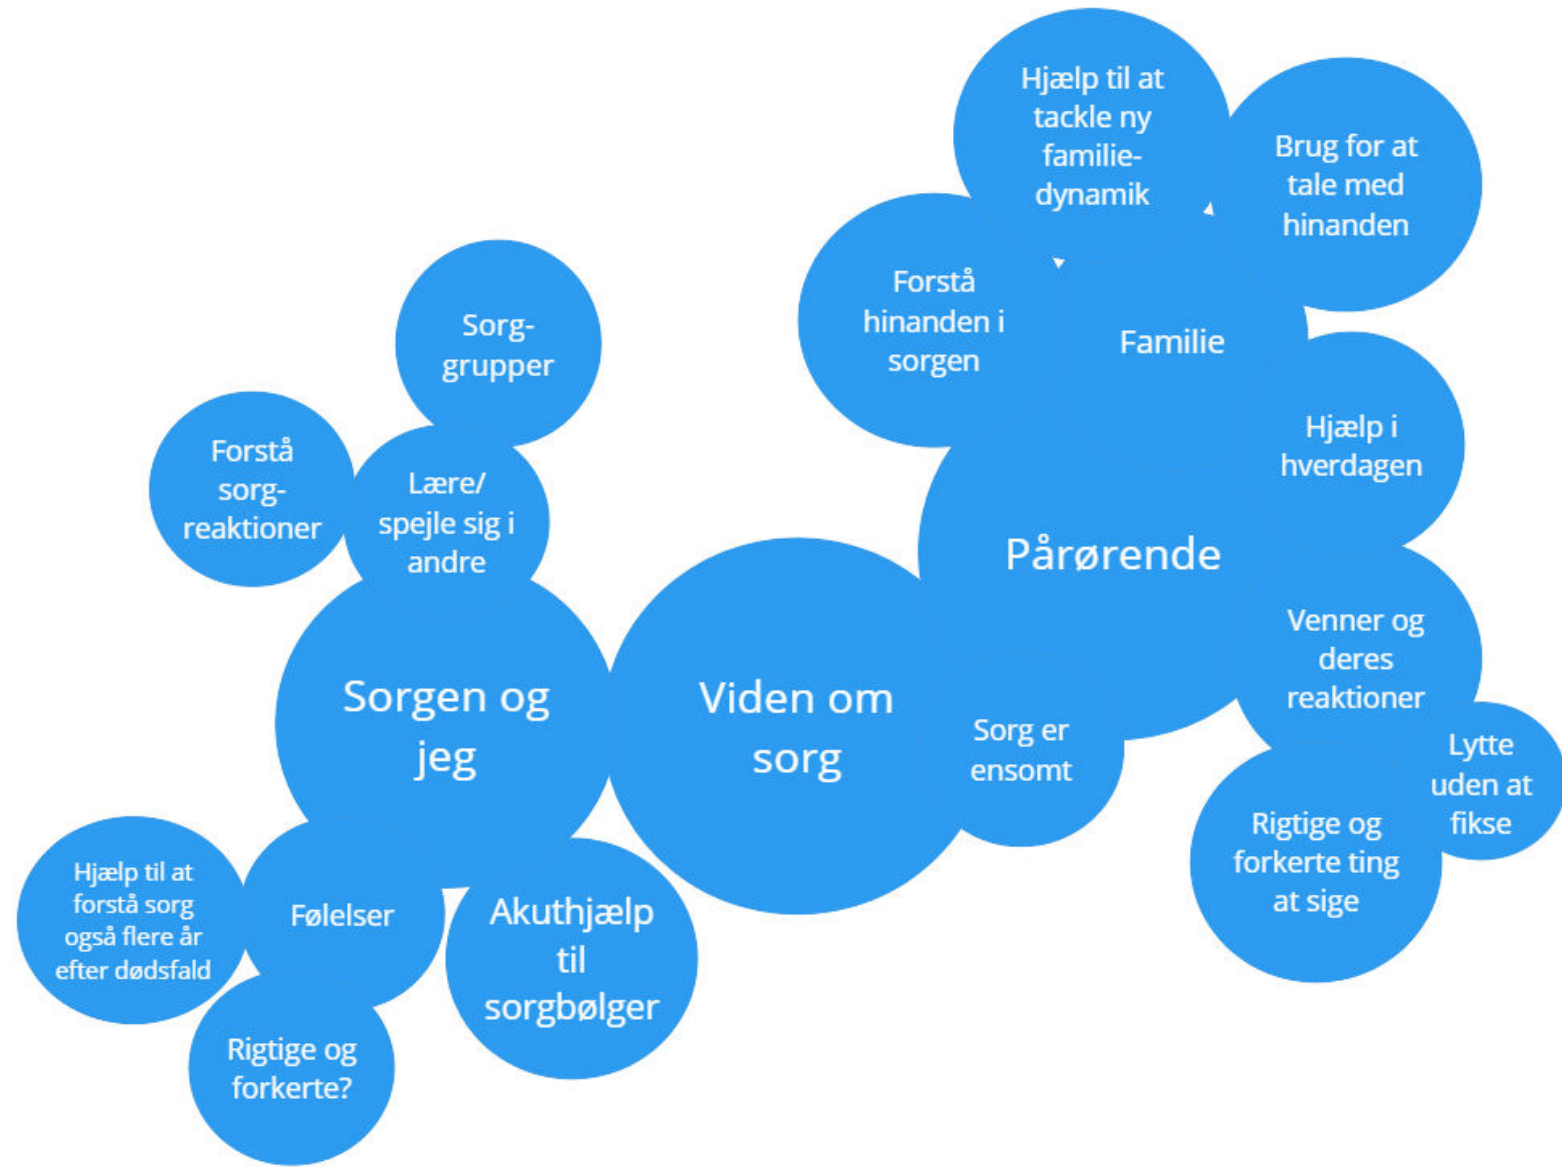 Hjælp til at
tackle ny
familie-
dynamik
Brug for at
tale med
hinanden
Forstå
hinanden i
sorgen
Familie
Sorg-
grupper
Hjælp i
hverdagen
Forstå
sorg-
reaktioner
Lære/
spejle sig i
andre
Pårørende
Venner og
deres
reaktioner
Sorgen og
jeg
Viden om
sorg
Sorg er
ensomt
Lytte
uden at
fikse
Rigtige og
forkerte ting
at sige
Hjælp til at
forstå sorg
også flere år
efter dødsfald
Følelser
Akuthjælp
til
sorgbølger
Rigtige og
forkerte?